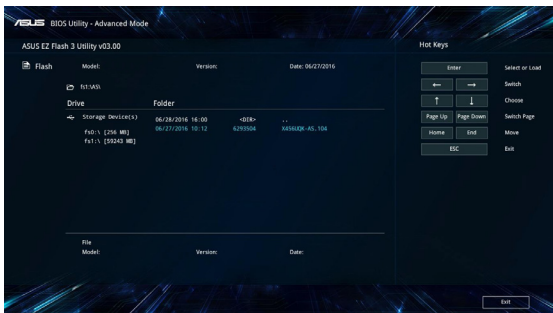 ASUS BIOS Utility - Advanced Mode
ASUS EZ Flash 3 Utility v03.00
Hot Keys
Flash
Model: Version: Date: 06/27/2016
fs1:\AS\
Drive Folder
Storage Device(s)
fs0:\ [256 MB]
fs1:\ [59243 MB]
06/28/2016 16:00 <DIR> ..
06/27/2016 10:12 6293504 X456UQK-AS.104
File
Model: Version: Date:
Enter Select or Load
← → Switch
↑ ↓ Choose
Page Up Page Down Switch Page
Home End Move
ESC Exit
Exit